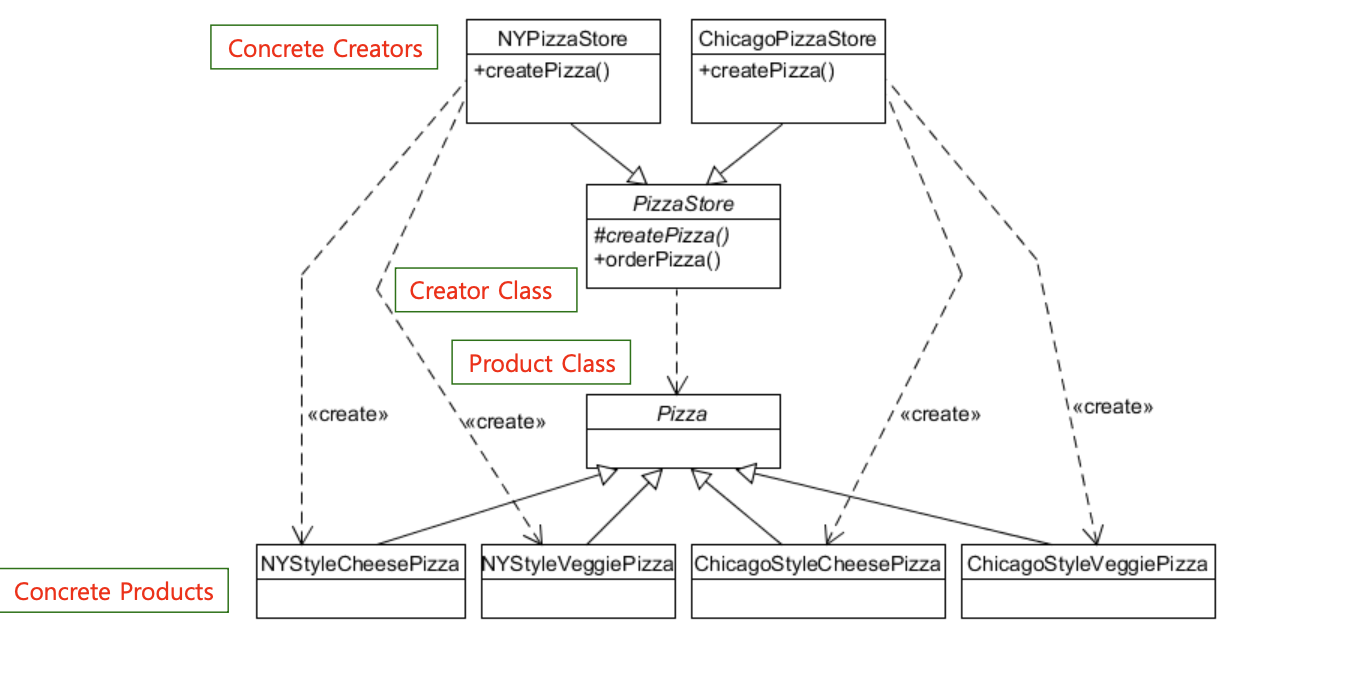 Concrete Creators
NYPizzaStore
+createPizza()
ChicagoPizzaStore
+createPizza()
PizzaStore
#createPizza()
+orderPizza()
Creator Class
Product Class
Pizza
«create»
«create»
«create»
«create»
NYStyleCheesePizza
NYStyleVeggiePizza
ChicagoStyleCheesePizza
ChicagoStyleVeggiePizza
Concrete Products